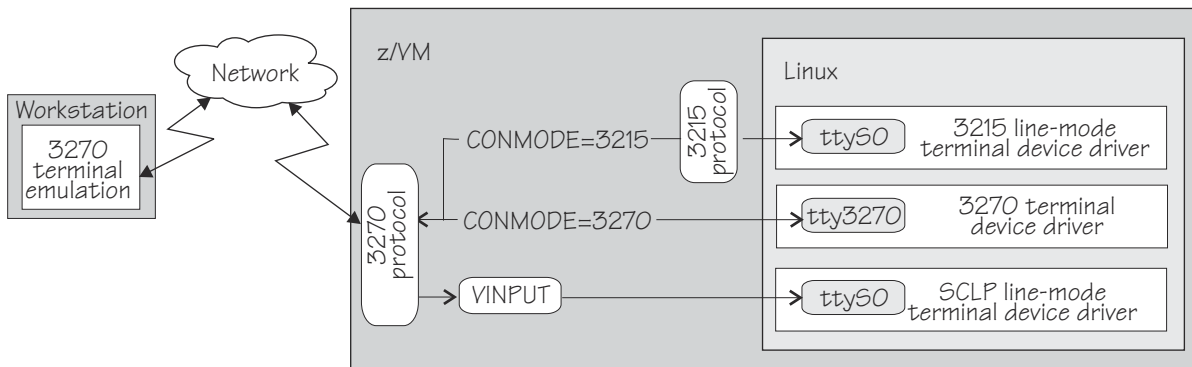 Workstation
3270
terminal
emulation
Network
z/VM
3270
protocol
CONMODE=3215
3215
protocol
CONMODE=3270
VINPUT
Linux
ttyS0
3215 line-mode
terminal device driver
tty3270
3270 terminal
device driver
ttyS0
SCLP line-mode
terminal device driver